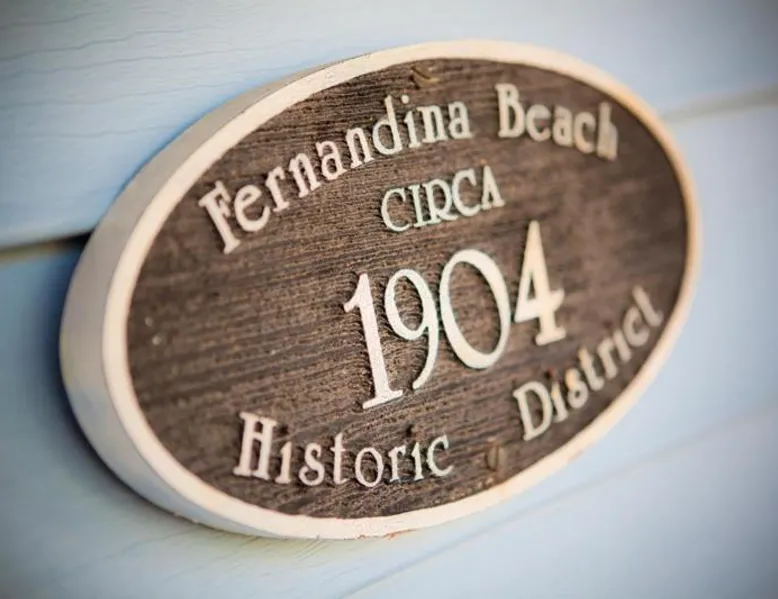 Fernandina Beach
CIRCA
1904
Historic District